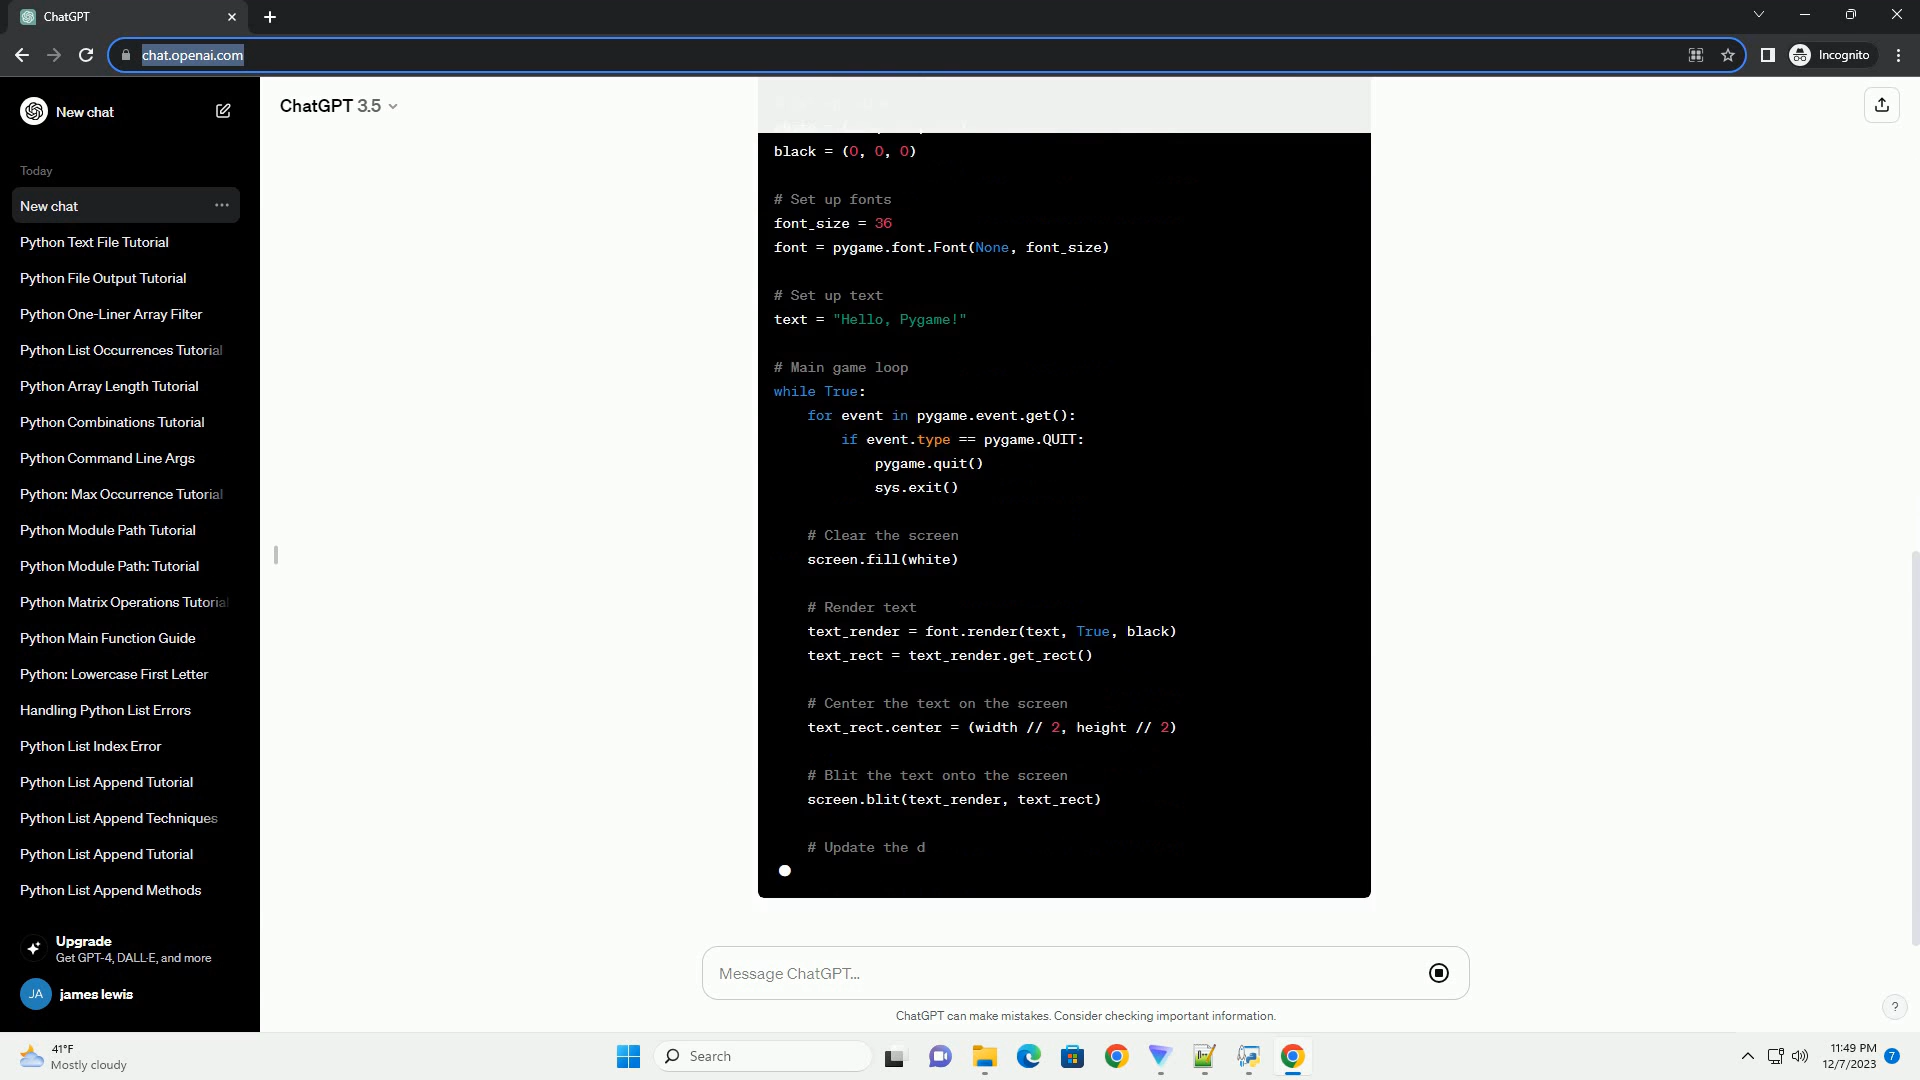 ChatGPT
chat.openai.com
Incognito
New chat
ChatGPT 3.5
Today
New chat
Python Text File Tutorial
Python File Output Tutorial
Python One-Liner Array Filter
Python List Occurrences Tutorial
Python Array Length Tutorial
Python Combinations Tutorial
Python Command Line Args
Python: Max Occurrence Tutorial
Python Module Path Tutorial
Python Module Path: Tutorial
Python Matrix Operations Tutorial
Python Main Function Guide
Python: Lowercase First Letter
Handling Python List Errors
Python List Index Error
Python List Append Tutorial
Python List Append Techniques
Python List Append Tutorial
Python List Append Methods
Upgrade
Get GPT-4, DALL·E, and more
JA
james lewis
black = (0, 0, 0)
# Set up fonts
font_size = 36
font = pygame.font.Font(None, font_size)
# Set up text
text = "Hello, Pygame!"
# Main game loop
while True:
    for event in pygame.event.get():
        if event.type == pygame.QUIT:
            pygame.quit()
            sys.exit()
    # Clear the screen
    screen.fill(white)
    # Render text
    text_render = font.render(text, True, black)
    text_rect = text_render.get_rect()
    # Center the text on the screen
    text_rect.center = (width // 2, height // 2)
    # Blit the text onto the screen
    screen.blit(text_render, text_rect)
    # Update the d
Message ChatGPT...
ChatGPT can make mistakes. Consider checking important information.
?
41°F
Mostly cloudy
Search
11:49 PM
12/7/2023
7